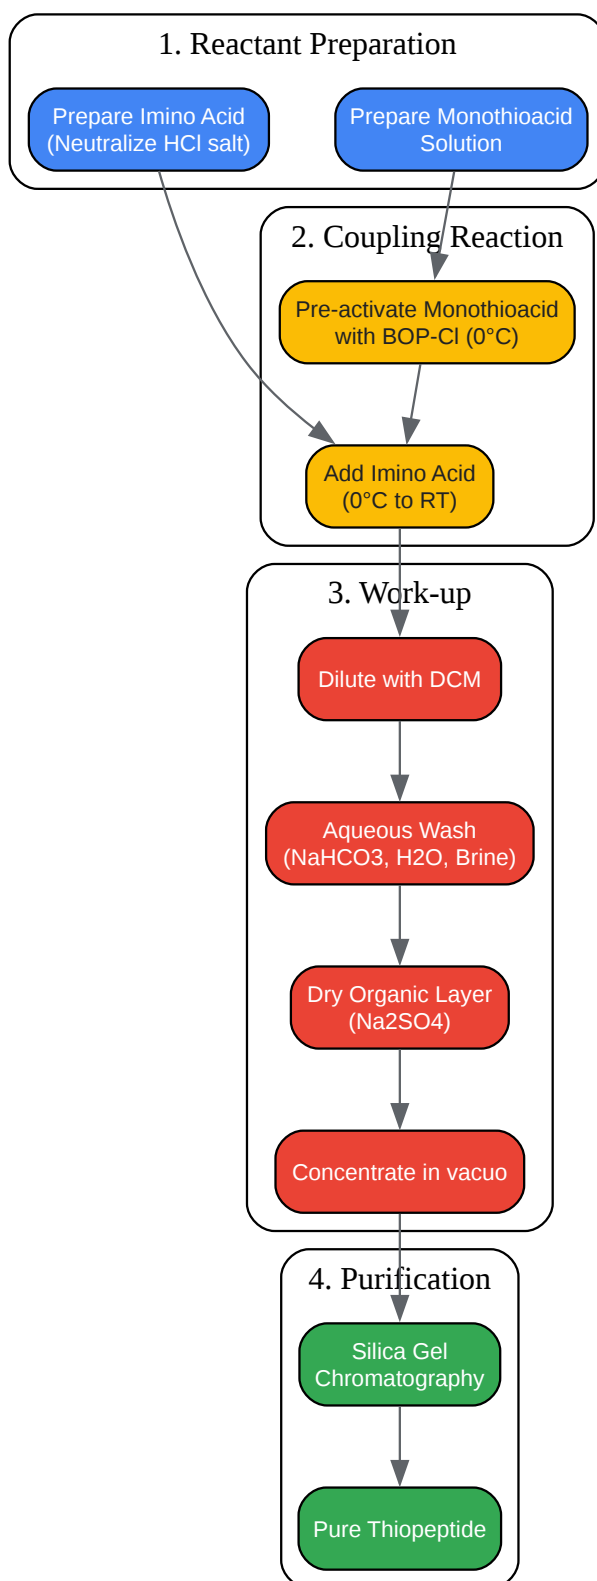 1. Reactant Preparation
Prepare Imino Acid
(Neutralize HCl salt)
Prepare Monothioacid
Solution
2. Coupling Reaction
Pre-activate Monothioacid
with BOP-Cl (0°C)
Add Imino Acid
(0°C to RT)
3. Work-up
Dilute with DCM
Aqueous Wash
(NaHCO3, H2O, Brine)
Dry Organic Layer
(Na2SO4)
Concentrate in vacuo
4. Purification
Silica Gel
Chromatography
Pure Thiopeptide